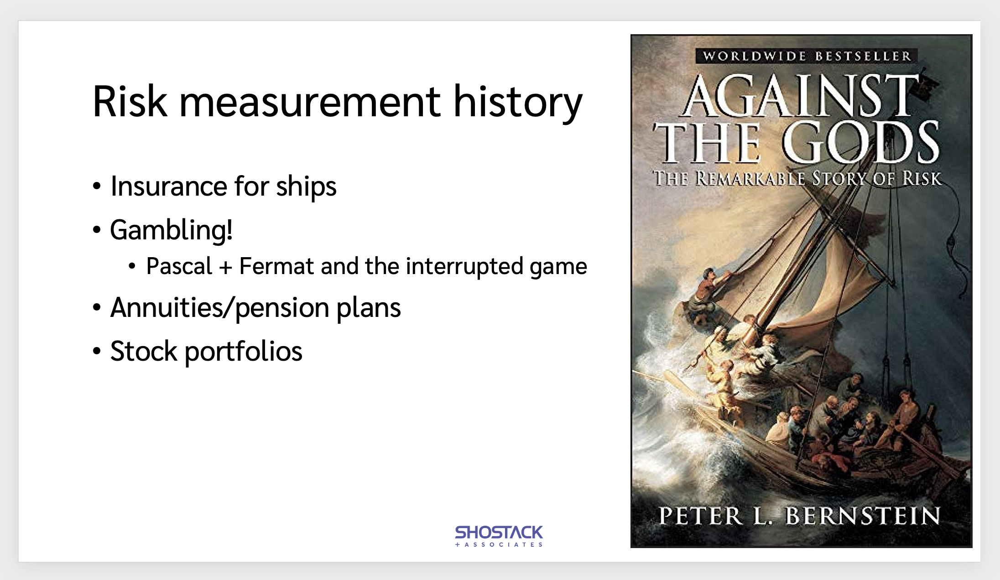 Risk measurement history
• Insurance for ships
• Gambling!
• Pascal + Fermat and the interrupted game
• Annuities/pension plans
• Stock portfolios
SHOSTACK
+ASSOCIATES
WORLDWIDE BESTSELLER
AGAINST
THE GODS
THE REMARKABLE STORY OF RISK
PETER L. BERNSTEIN